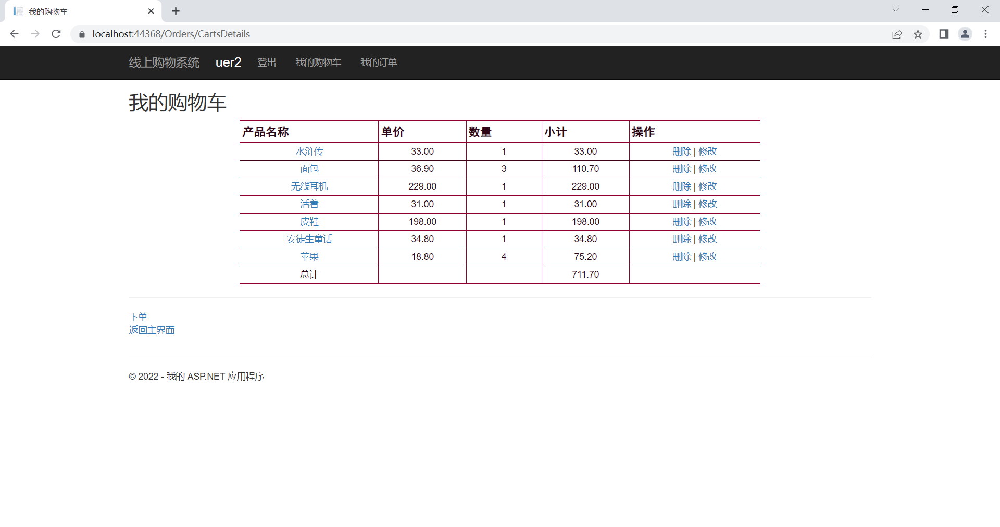 我的购物车
localhost:44368/Orders/CartsDetails
线上购物系统 uer2 登出 我的购物车 我的订单
我的购物车
产品名称 单价 数量 小计 操作
水浒传 33.00 1 33.00 删除 | 修改
面包 36.90 3 110.70 删除 | 修改
无线耳机 229.00 1 229.00 删除 | 修改
活着 31.00 1 31.00 删除 | 修改
皮鞋 198.00 1 198.00 删除 | 修改
安徒生童话 34.80 1 34.80 删除 | 修改
苹果 18.80 4 75.20 删除 | 修改
总计 711.70
下单
返回主界面
© 2022 - 我的 ASP.NET 应用程序